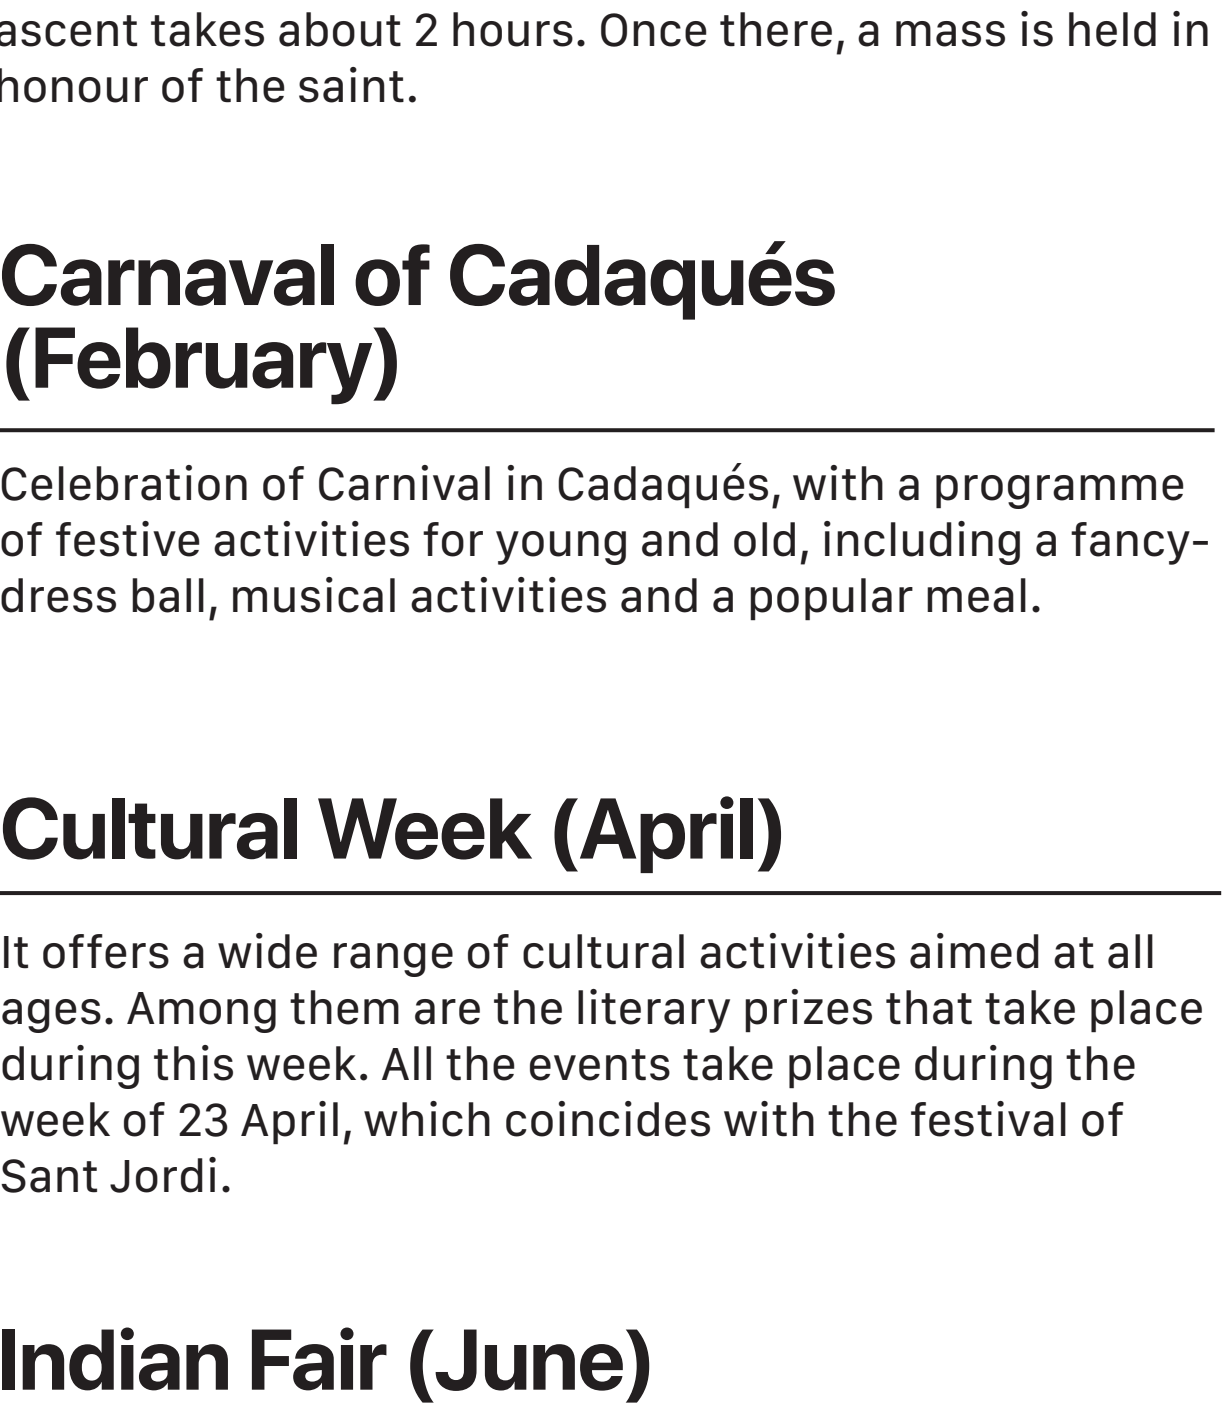 ascent takes about 2 hours. Once there, a mass is held in
honour of the saint.
Carnaval of Cadaqués
(February)
Celebration of Carnival in Cadaqués, with a programme
of festive activities for young and old, including a fancy-
dress ball, musical activities and a popular meal.
Cultural Week (April)
It offers a wide range of cultural activities aimed at all
ages. Among them are the literary prizes that take place
during this week. All the events take place during the
week of 23 April, which coincides with the festival of
Sant Jordi.
Indian Fair (June)